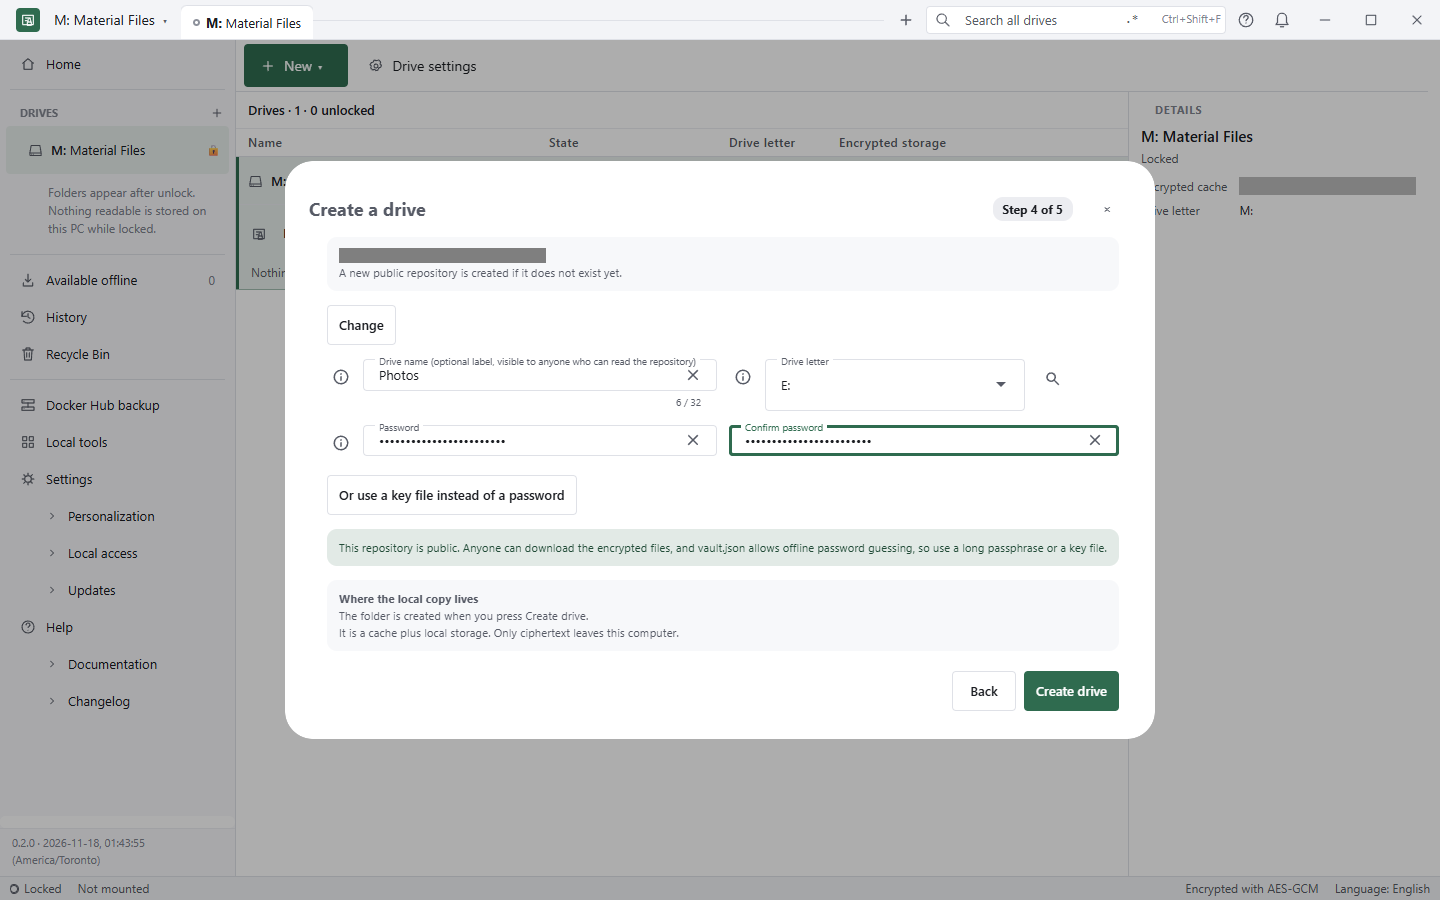 M: Material Files
M: Material Files
Search all drives
.*
Ctrl+Shift+F
Home
DRIVES
M: Material Files
Folders appear after unlock.
Nothing readable is stored on
this PC while locked.
Available offline
0
History
Recycle Bin
Docker Hub backup
Local tools
Settings
Personalization
Local access
Updates
Help
Documentation
Changelog
0.2.0 · 2026-11-18, 01:43:55
(America/Toronto)
New
Drive settings
Drives · 1 · 0 unlocked
Name
State
Drive letter
Encrypted storage
M:
Nothin
DETAILS
M: Material Files
Locked
crypted cache
ive letter
M:
Create a drive
Step 4 of 5
A new public repository is created if it does not exist yet.
Change
Drive name (optional label, visible to anyone who can read the repository)
Photos
6 / 32
Drive letter
E:
Password
••••••••••••••••••••••••
Confirm password
••••••••••••••••••••••••
Or use a key file instead of a password
This repository is public. Anyone can download the encrypted files, and vault.json allows offline password guessing, so use a long passphrase or a key file.
Where the local copy lives
The folder is created when you press Create drive.
It is a cache plus local storage. Only ciphertext leaves this computer.
Back
Create drive
Locked
Not mounted
Encrypted with AES-GCM
Language: English